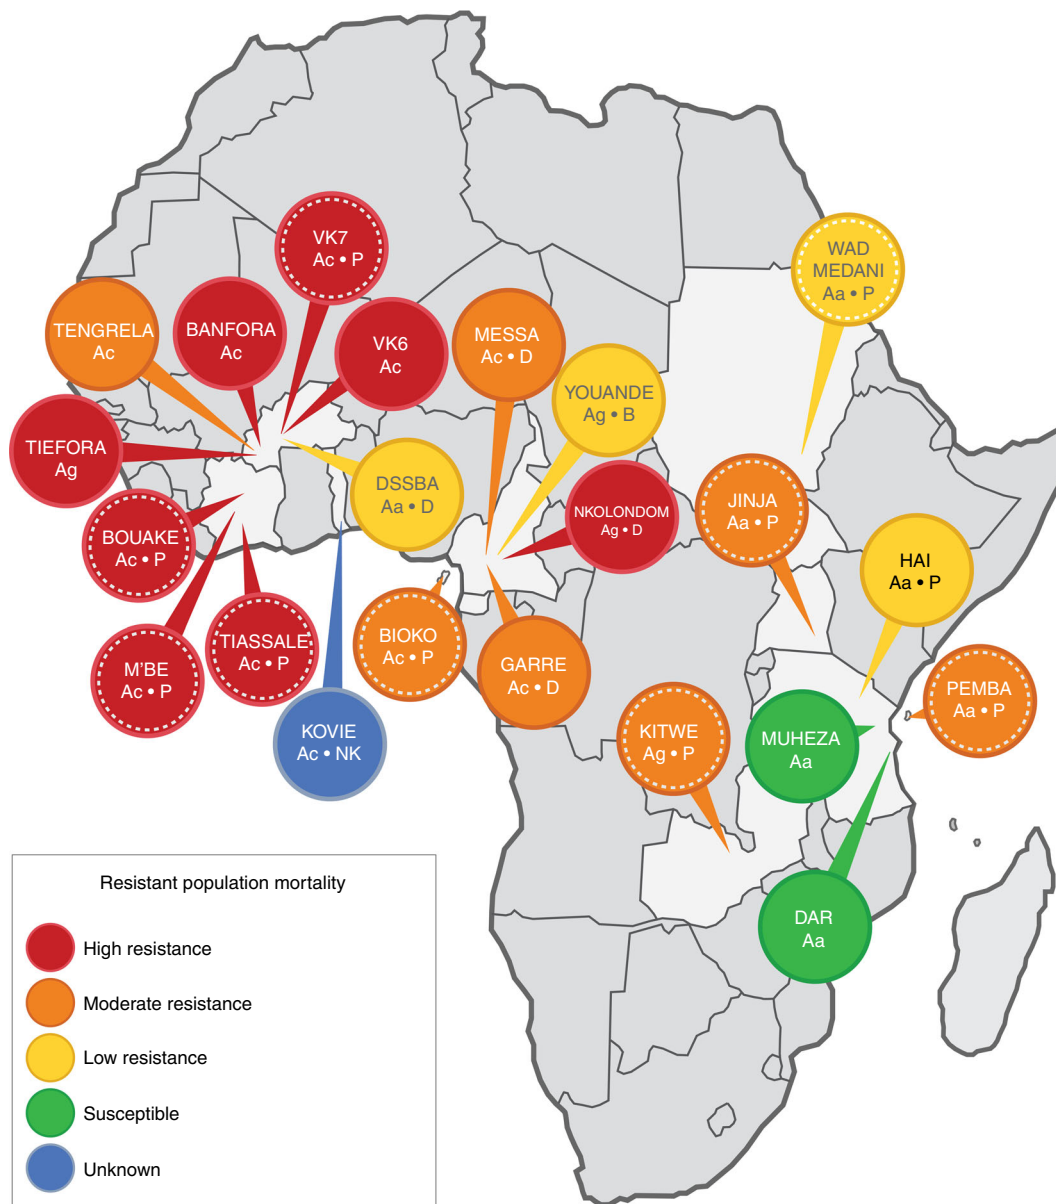 VK7
Ac • P
WAD
MEDANI
Aa • P
TENGRELA
Ac
BANFORA
Ac
VK6
Ac
MESSA
Ac • D
YOUANDE
Ag • B
TIEFORA
Ag
DSSBA
Aa • D
NKOLONDOM
Ag • D
JINJA
Aa • P
BOUAKE
Ac • P
HAI
Aa • P
M'BE
Ac • P
TIASSALE
Ac • P
BIOKO
Ac • P
GARRE
Ac • D
PEMBA
Aa • P
KOVIE
Ac • NK
KITWE
Ag • P
MUHEZA
Aa
DAR
Aa
Resistant population mortality
High resistance
Moderate resistance
Low resistance
Susceptible
Unknown